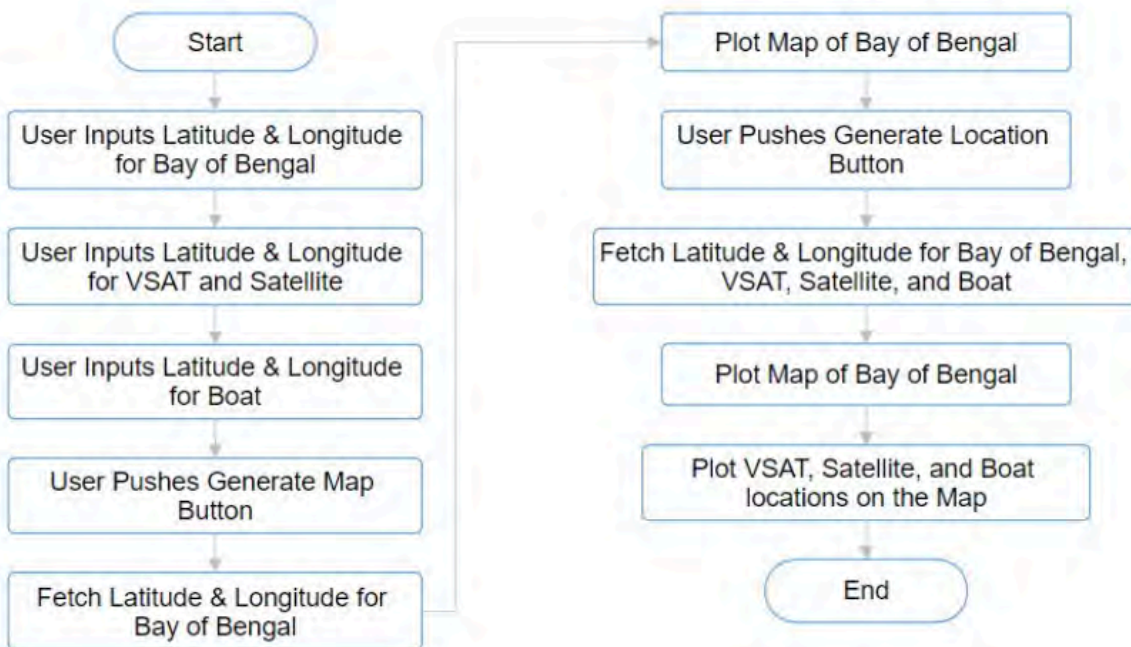 Start
User Inputs Latitude & Longitude
for Bay of Bengal
User Inputs Latitude & Longitude
for VSAT and Satellite
User Inputs Latitude & Longitude
for Boat
User Pushes Generate Map
Button
Fetch Latitude & Longitude for
Bay of Bengal
Plot Map of Bay of Bengal
User Pushes Generate Location
Button
Fetch Latitude & Longitude for Bay of Bengal,
VSAT, Satellite, and Boat
Plot Map of Bay of Bengal
Plot VSAT, Satellite, and Boat
locations on the Map
End